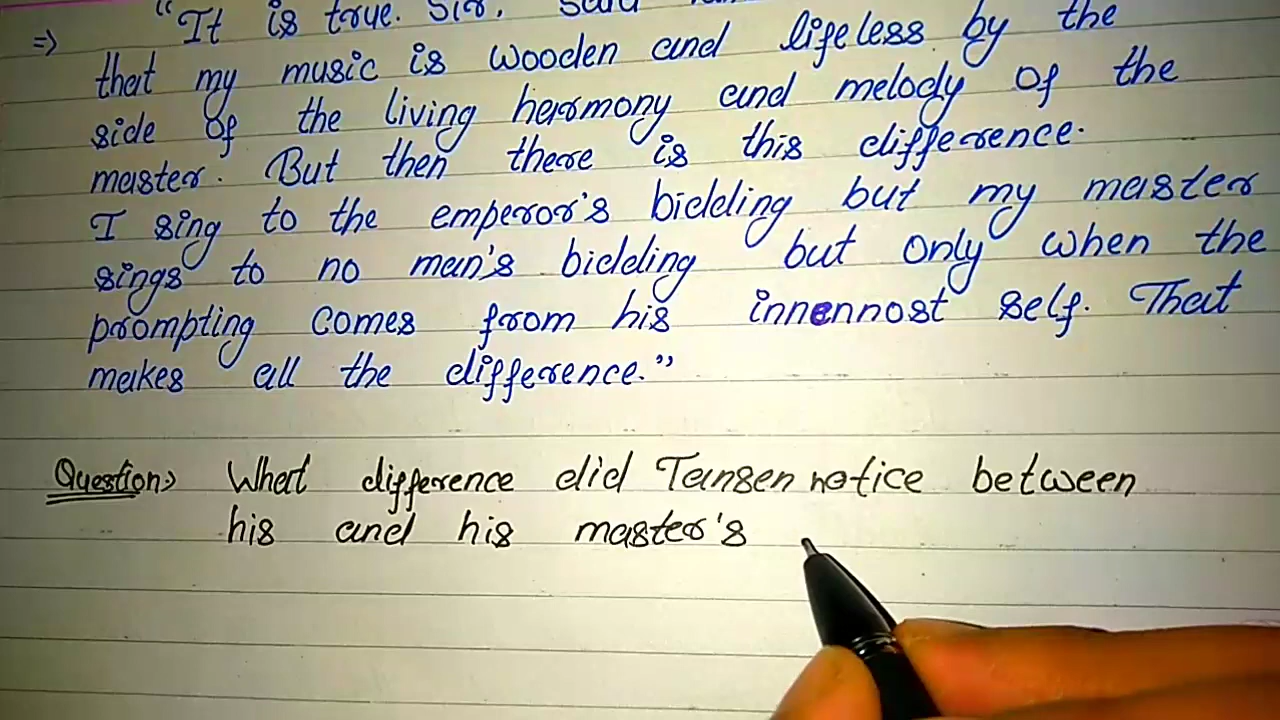 ⇒ "It is true. Sir,
that my music is wooden and lifeless by the
side of the living harmony and melody of the
master. But then there is this difference.
I sing to the emperor's bidding but my master
sings to no man's bidding but only when the
prompting comes from his innennost self. That
makes all the difference."
Question:> What difference did Tansen notice between
his and his master's